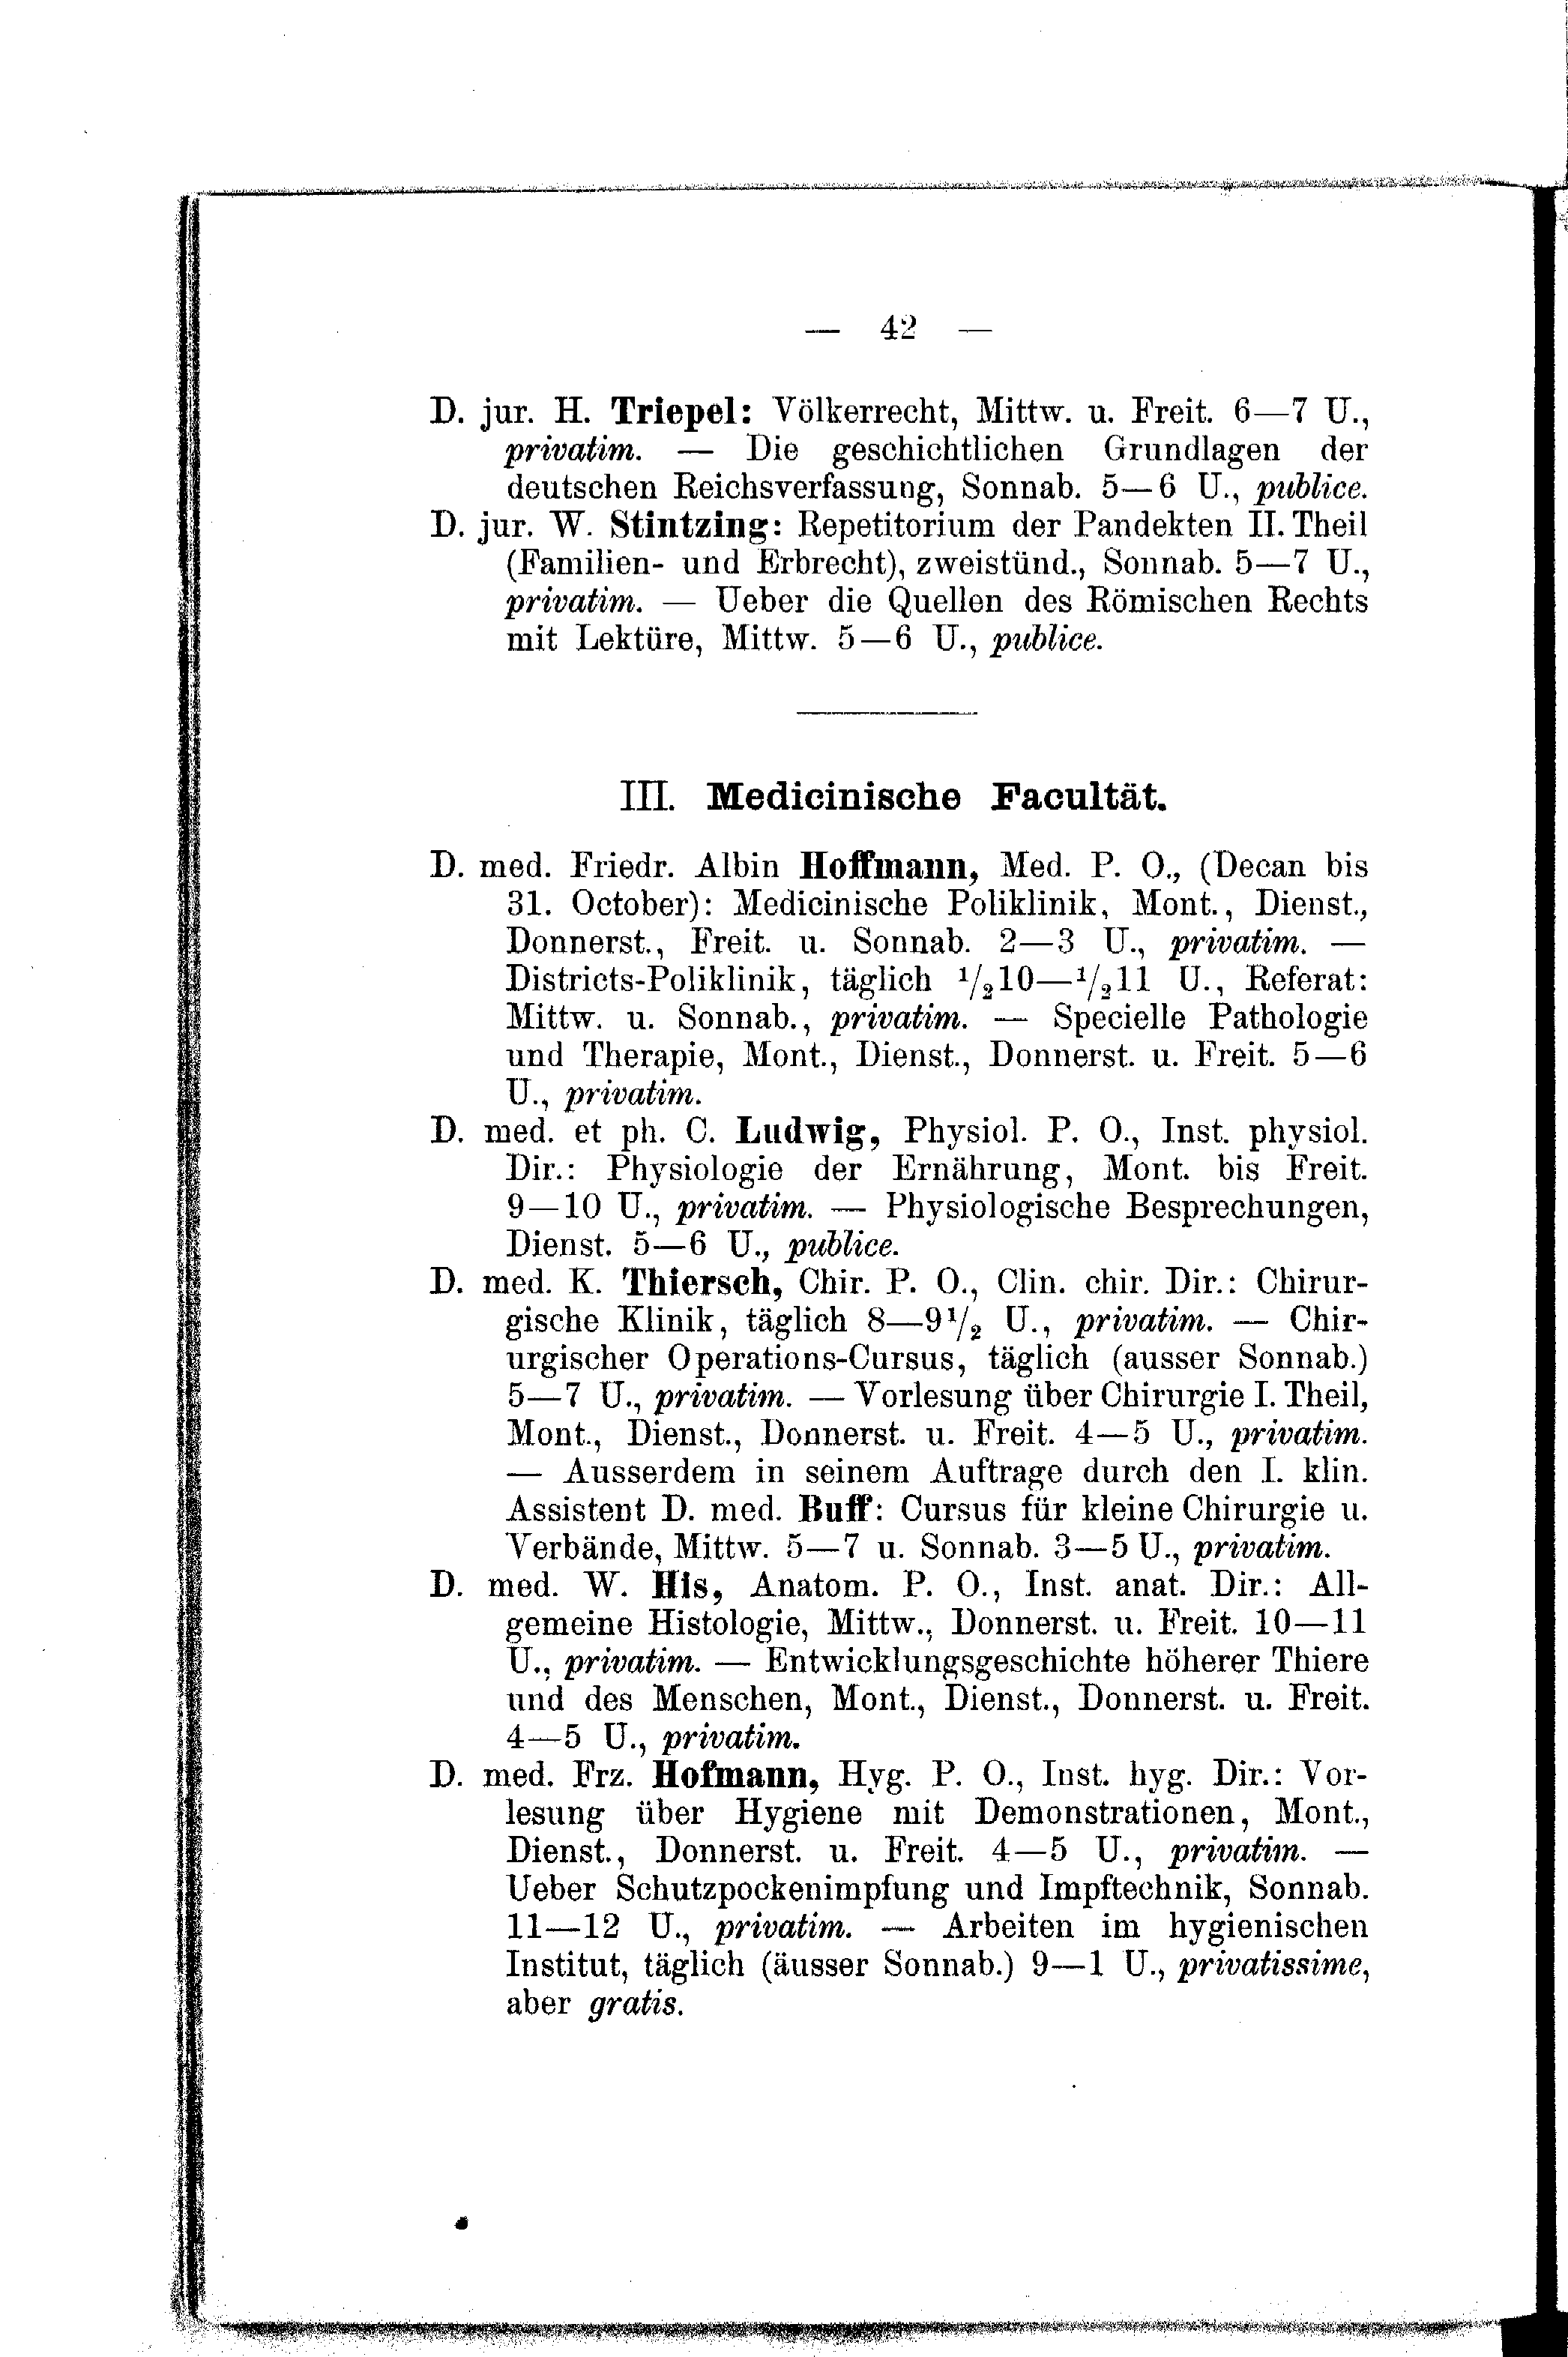 — 42 —
D. jur. H. Triepel: Völkerrecht, Mittw. u. Freit. 6—7 U.,
privatim. — Die geschichtlichen Grundlagen der
deutschen Reichsverfassung, Sonnab. 5—6 U., publice.
D. jur. W. Stintzing: Repetitorium der Pandekten II. Theil
(Familien- und Erbrecht), zweistünd., Sonnab. 5—7 U.,
privatim. — Ueber die Quellen des Römischen Rechts
mit Lektüre, Mittw. 5—6 U., publice.
III. Medicinische Facultät.
D. med. Friedr. Albin Hoffmann, Med. P. O., (Decan bis
31. October): Medicinische Poliklinik, Mont., Dienst.,
Donnerst., Freit. u. Sonnab. 2—3 U., privatim. —
Districts-Poliklinik, täglich 1/210—1/211 U., Referat:
Mittw. u. Sonnab., privatim. — Specielle Pathologie
und Therapie, Mont., Dienst., Donnerst. u. Freit. 5—6
U., privatim.
D. med. et ph. C. Ludwig, Physiol. P. O., Inst. physiol.
Dir.: Physiologie der Ernährung, Mont. bis Freit.
9—10 U., privatim. — Physiologische Besprechungen,
Dienst. 5—6 U., publice.
D. med. K. Thiersch, Chir. P. O., Clin. chir. Dir.: Chirur-
gische Klinik, täglich 8—9 1/2 U., privatim. — Chir-
urgischer Operations-Cursus, täglich (ausser Sonnab.)
5—7 U., privatim. — Vorlesung über Chirurgie I. Theil,
Mont., Dienst., Donnerst. u. Freit. 4—5 U., privatim.
— Ausserdem in seinem Auftrage durch den I. klin.
Assistent D. med. Buff: Cursus für kleine Chirurgie u.
Verbände, Mittw. 5—7 u. Sonnab. 3—5 U., privatim.
D. med. W. His, Anatom. P. O., Inst. anat. Dir.: All-
gemeine Histologie, Mittw., Donnerst. u. Freit. 10—11
U., privatim. — Entwicklungsgeschichte höherer Thiere
und des Menschen, Mont., Dienst., Donnerst. u. Freit.
4—5 U., privatim.
D. med. Frz. Hofmann, Hyg. P. O., Inst. hyg. Dir.: Vor-
lesung über Hygiene mit Demonstrationen, Mont.,
Dienst., Donnerst. u. Freit. 4—5 U., privatim. —
Ueber Schutzpockenimpfung und Impftechnik, Sonnab.
11—12 U., privatim. — Arbeiten im hygienischen
Institut, täglich (äusser Sonnab.) 9—1 U., privatissime,
aber gratis.